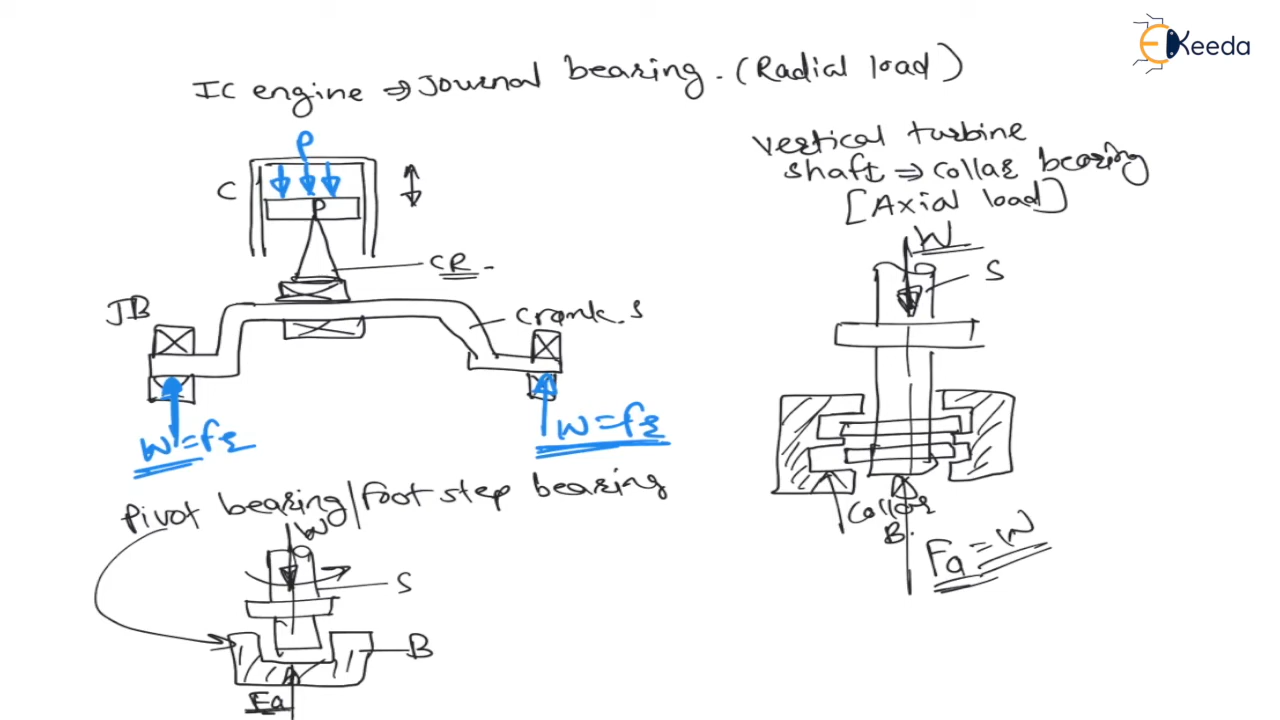 EKeeda
IC engine ⇒ Journal bearing. (Radial load)
P
C
P
CR
JB
Crank S
W=Fr
W=Fr
Vertical turbine
shaft ⇒ Collar bearing
[Axial load]
W
S
Collar
B.
Fa=W
Pivot bearing/Foot step bearing
W
S
B
Fa